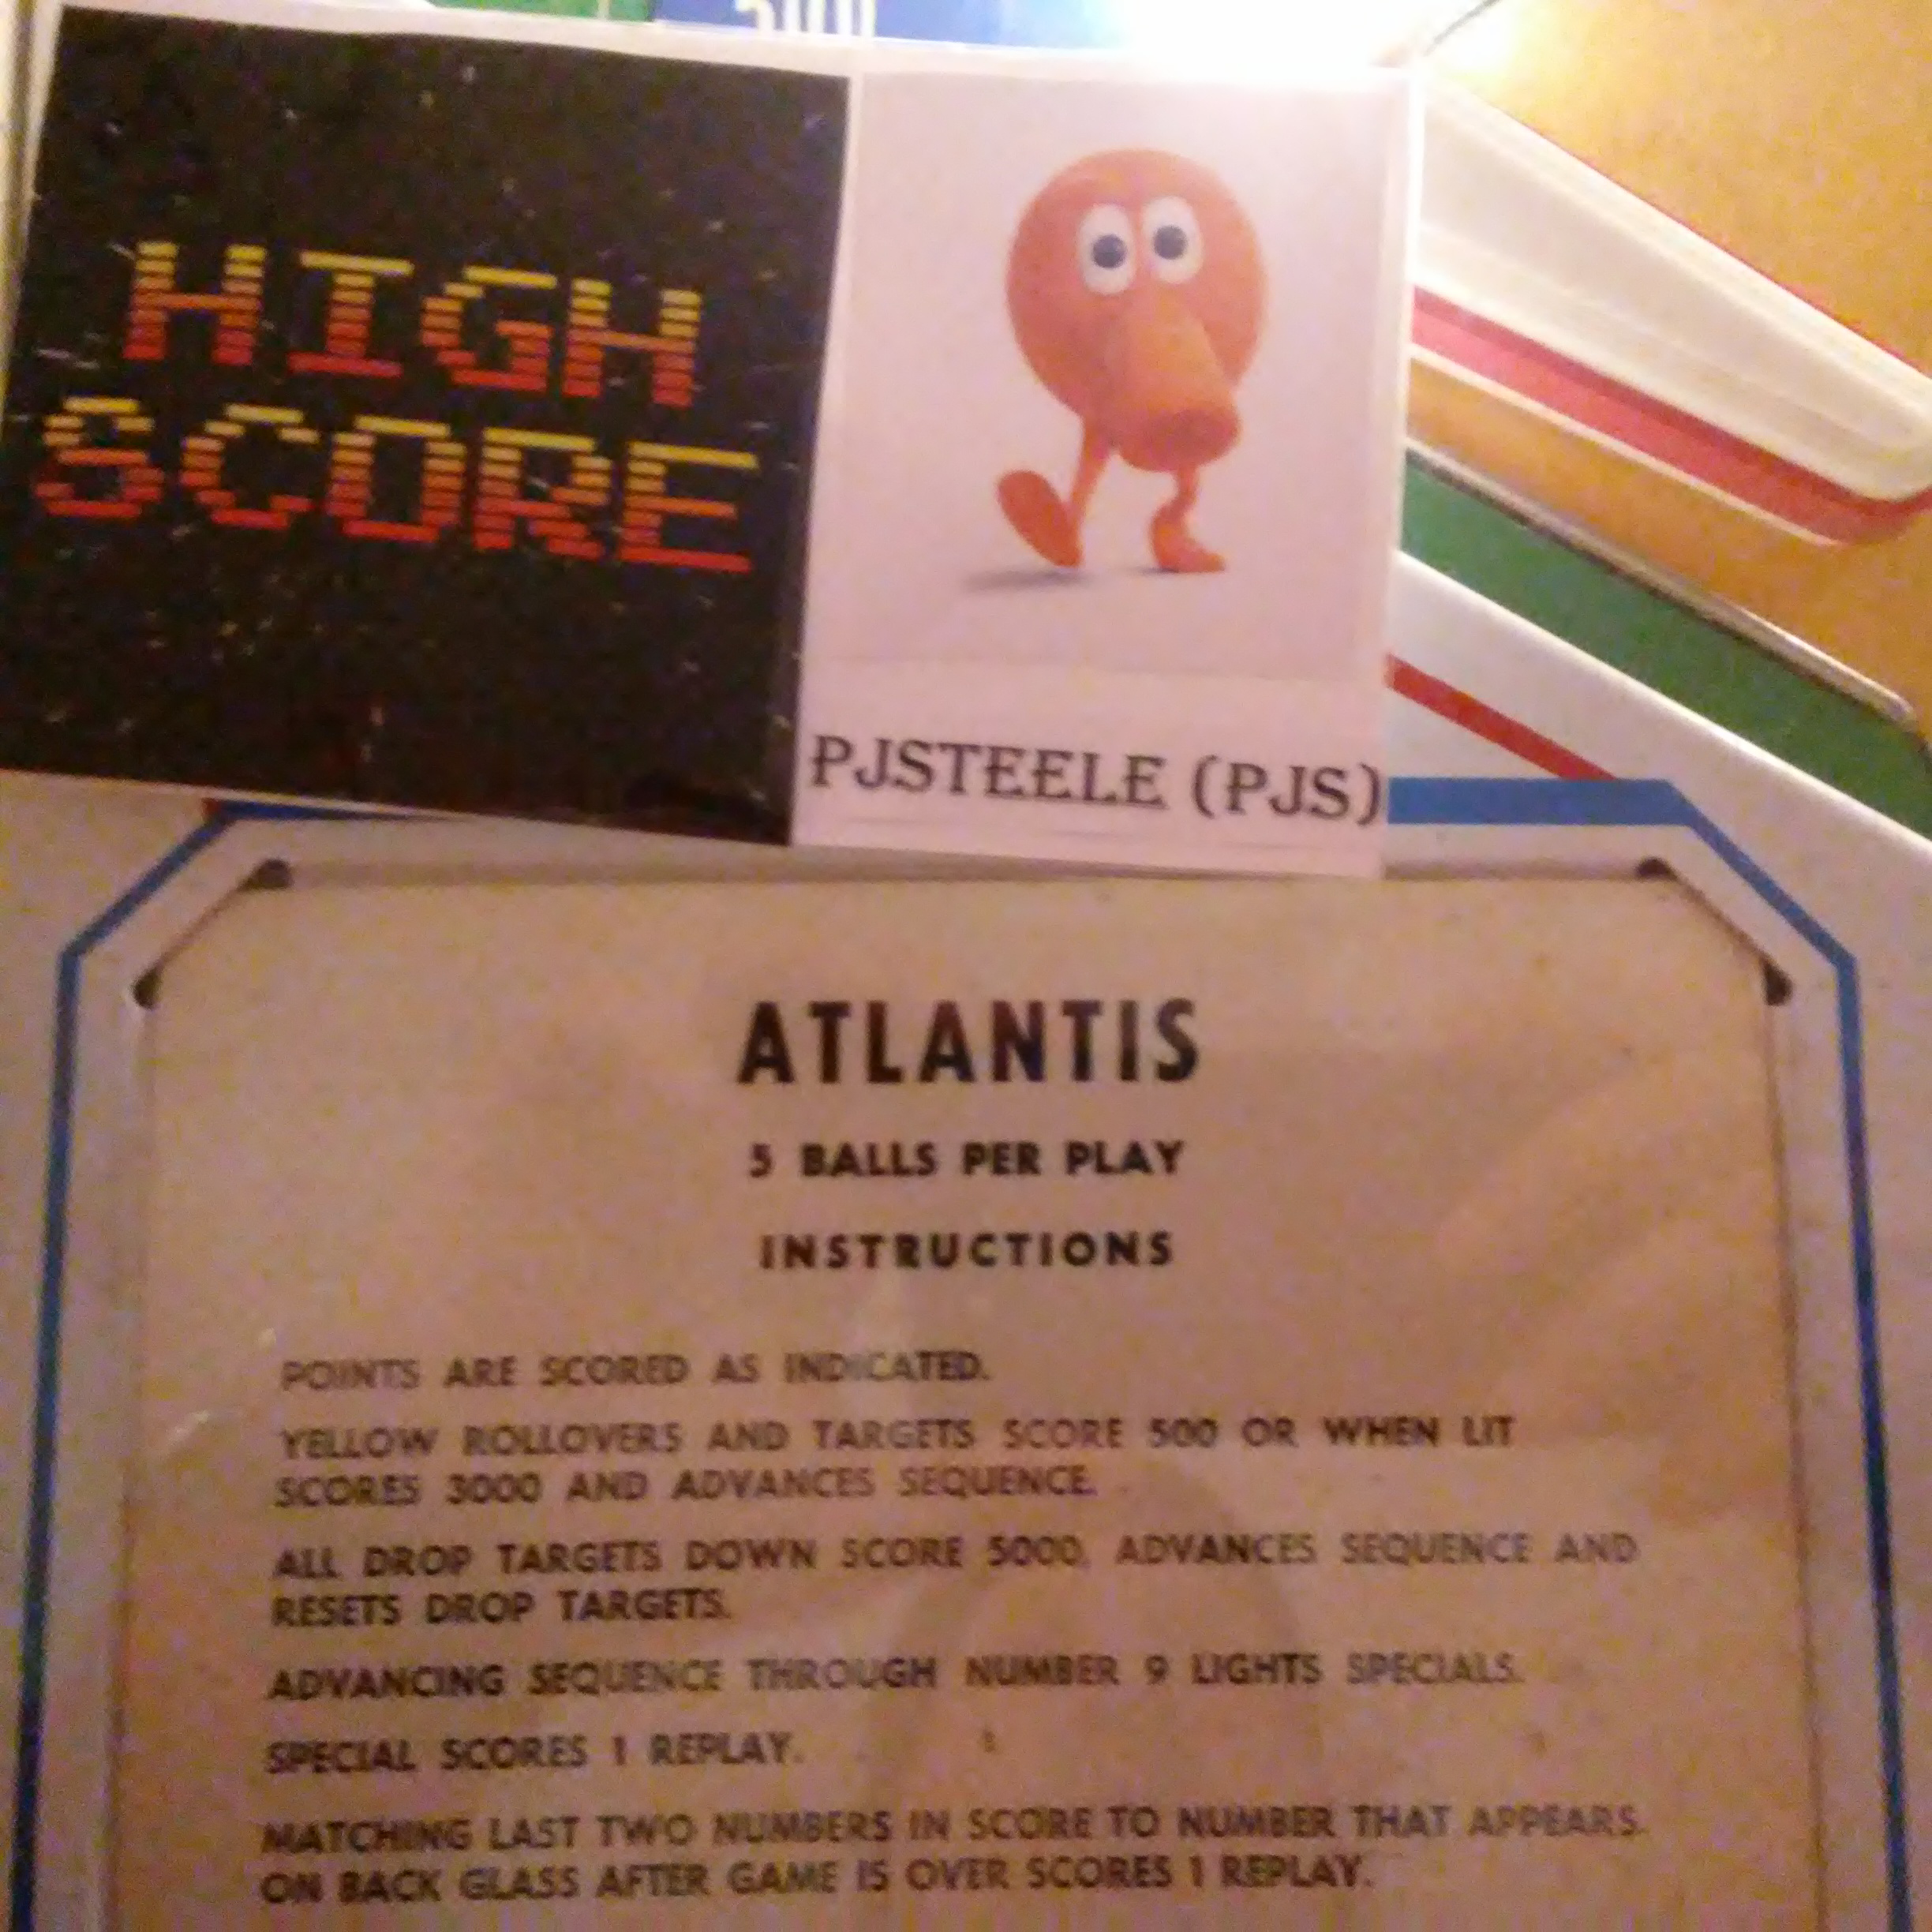 HIGH
SCORE
PJSTEELE (PJS)
ATLANTIS
5 BALLS PER PLAY
INSTRUCTIONS
POINTS ARE SCORED AS INDICATED.
YELLOW ROLLOVERS AND TARGETS SCORE 500 OR WHEN LIT
SCORES 3000 AND ADVANCES SEQUENCE.
ALL DROP TARGETS DOWN SCORE 5000, ADVANCES SEQUENCE AND
RESETS DROP TARGETS.
ADVANCING SEQUENCE THROUGH NUMBER 9 LIGHTS SPECIALS.
SPECIAL SCORES 1 REPLAY.
MATCHING LAST TWO NUMBERS IN SCORE TO NUMBER THAT APPEARS
ON BACK GLASS AFTER GAME IS OVER SCORES 1 REPLAY.